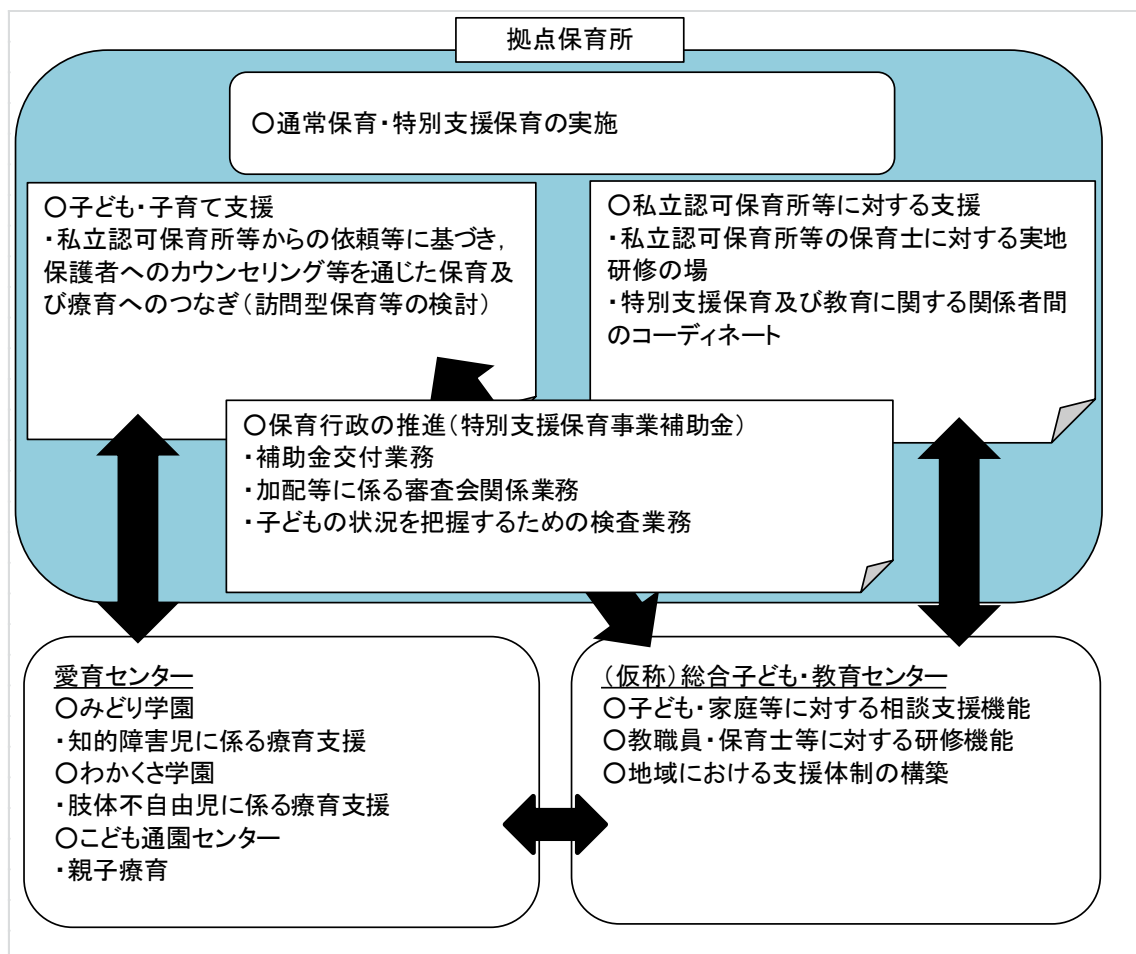 拠点保育所
○通常保育・特別支援保育の実施
○子ども・子育て支援
・私立認可保育所等からの依頼等に基づき，
保護者へのカウンセリング等を通じた保育及
び療育へのつなぎ（訪問型保育等の検討）
○私立認可保育所等に対する支援
・私立認可保育所等の保育士に対する実地
研修の場
・特別支援保育及び教育に関する関係者間
のコーディネート
○保育行政の推進（特別支援保育事業補助金）
・補助金交付業務
・加配等に係る審査会関係業務
・子どもの状況を把握するための検査業務
愛育センター
○みどり学園
・知的障害児に係る療育支援
○わかくさ学園
・肢体不自由児に係る療育支援
○こども通園センター
・親子療育
（仮称）総合子ども・教育センター
○子ども・家庭等に対する相談支援機能
○教職員・保育士等に対する研修機能
○地域における支援体制の構築